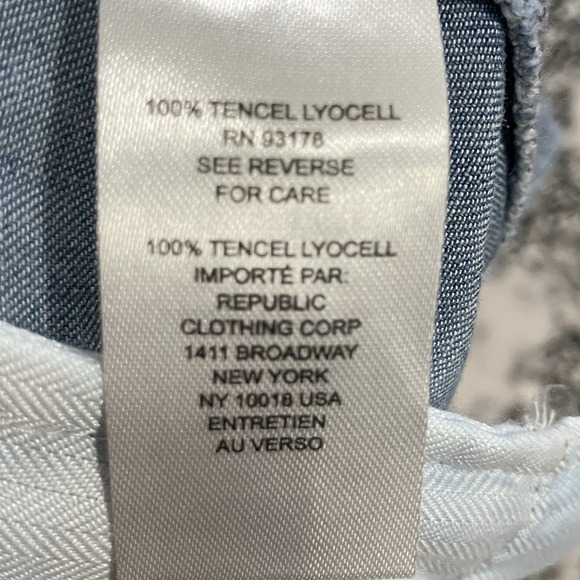 100% TENCEL LYOCELL
RN 93178
SEE REVERSE
FOR CARE
100% TENCEL LYOCELL
IMPORTÉ PAR:
REPUBLIC
CLOTHING CORP
1411 BROADWAY
NEW YORK
NY 10018 USA
ENTRETIEN
AU VERSO